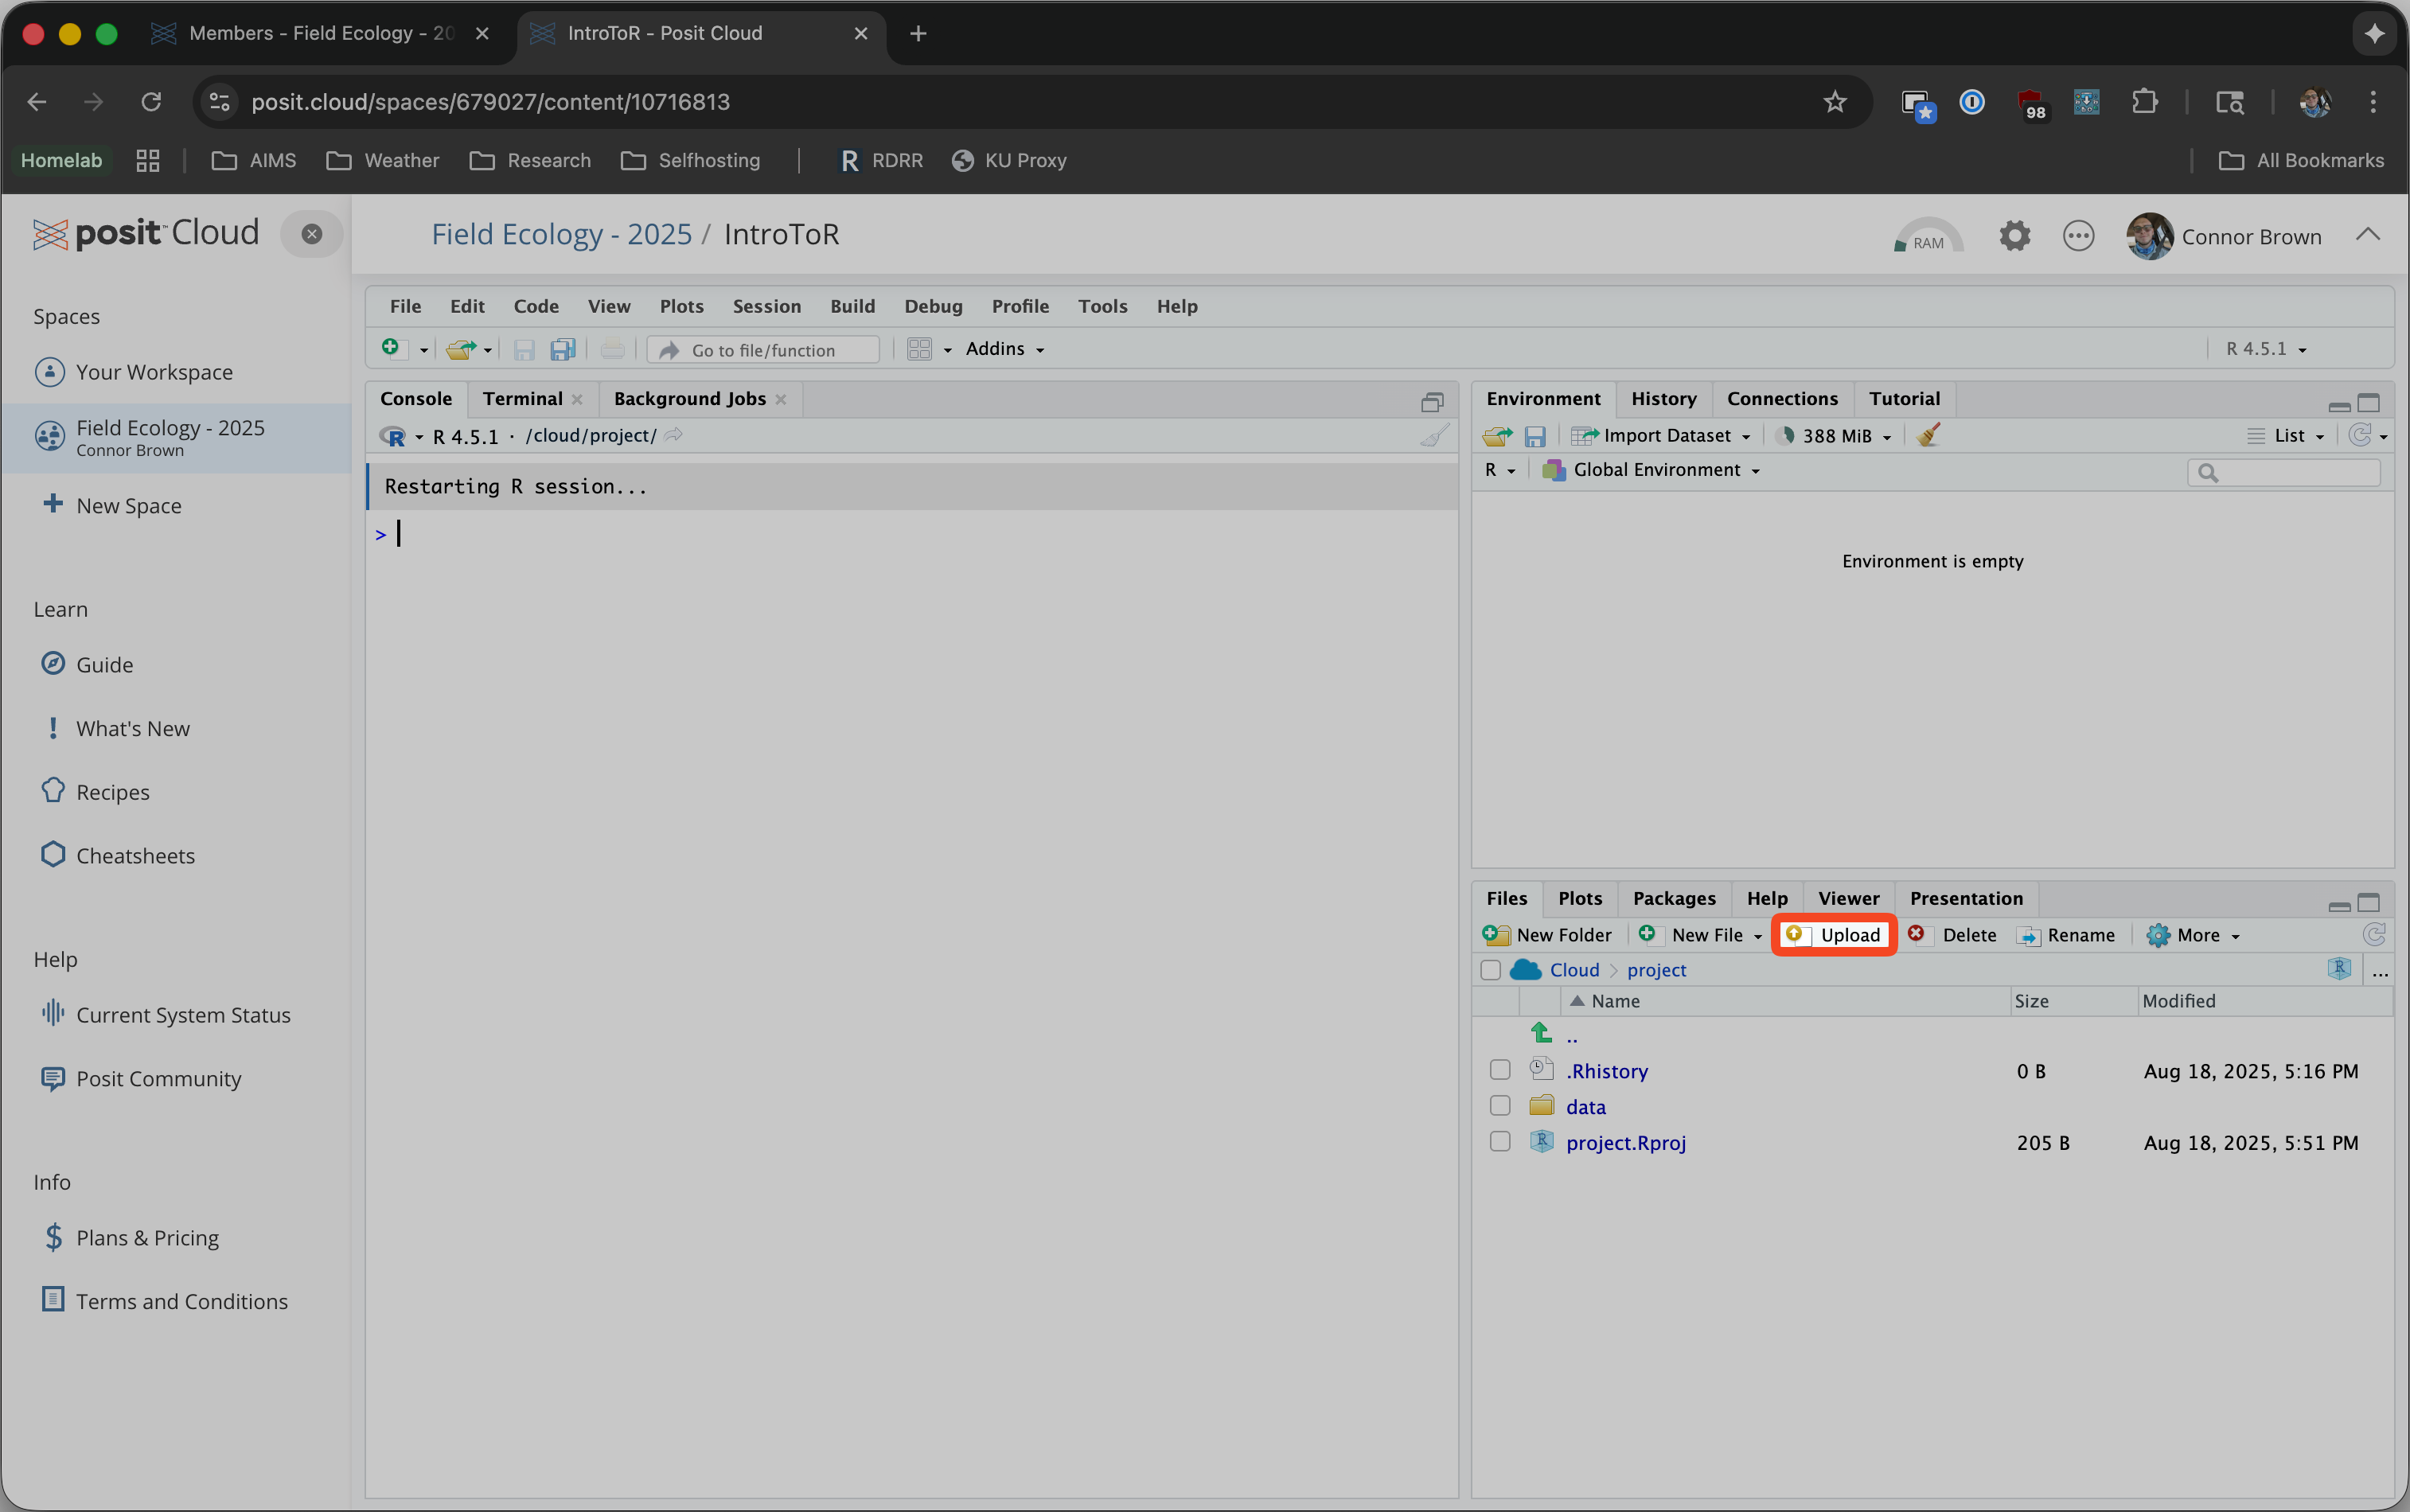 Members - Field Ecology - 20
IntroToR - Posit Cloud
posit.cloud/spaces/679027/content/10716813
98
Homelab
AIMS
Weather
Research
Selfhosting
R RDRR
KU Proxy
All Bookmarks
posit Cloud
Field Ecology - 2025 / IntroToR
RAM
Connor Brown
Spaces
Your Workspace
Field Ecology - 2025
Connor Brown
New Space
Learn
Guide
What's New
Recipes
Cheatsheets
Help
Current System Status
Posit Community
Info
Plans & Pricing
Terms and Conditions
File Edit Code View Plots Session Build Debug Profile Tools Help
Go to file/function
Addins
R 4.5.1
Console Terminal Background Jobs
R 4.5.1 · /cloud/project/
Restarting R session...
>
Environment History Connections Tutorial
Import Dataset 388 MiB List
R Global Environment
Environment is empty
Files Plots Packages Help Viewer Presentation
New Folder New File Upload Delete Rename More
Cloud > project ...
Name Size Modified
..
.Rhistory 0 B Aug 18, 2025, 5:16 PM
data
project.Rproj 205 B Aug 18, 2025, 5:51 PM